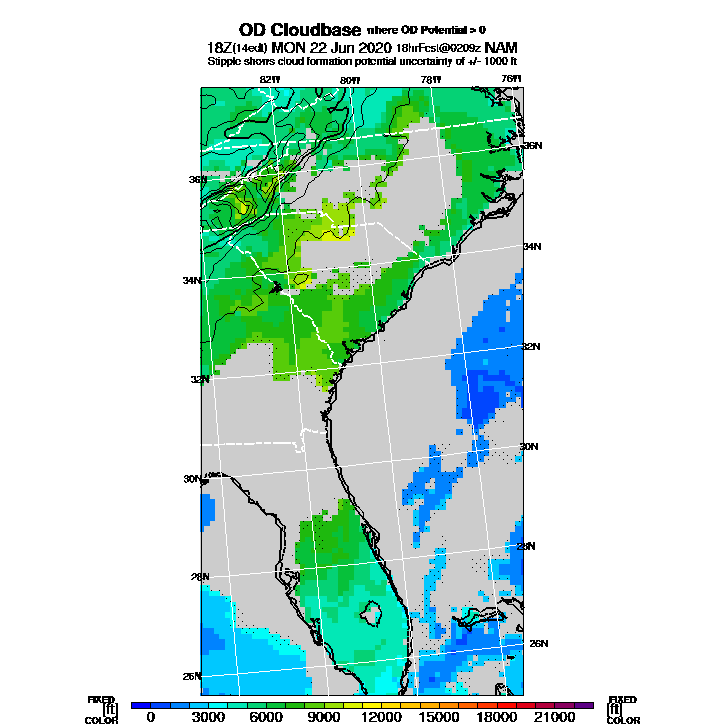 OD Cloudbase where OD Potential > 0
18Z(14edt) MON 22 Jun 2020 18hrFcst@0209z NAM
Stipple shows cloud formation potential uncertainty of +/- 1000 ft
82W 80W 78W 76W
36N
36N
34N
34N
32N
32N
30N
30N
28N
28N
26N
26N
FIXED FIXED
[ft] 0 3000 6000 9000 12000 15000 18000 21000 [ft]
COLOR COLOR